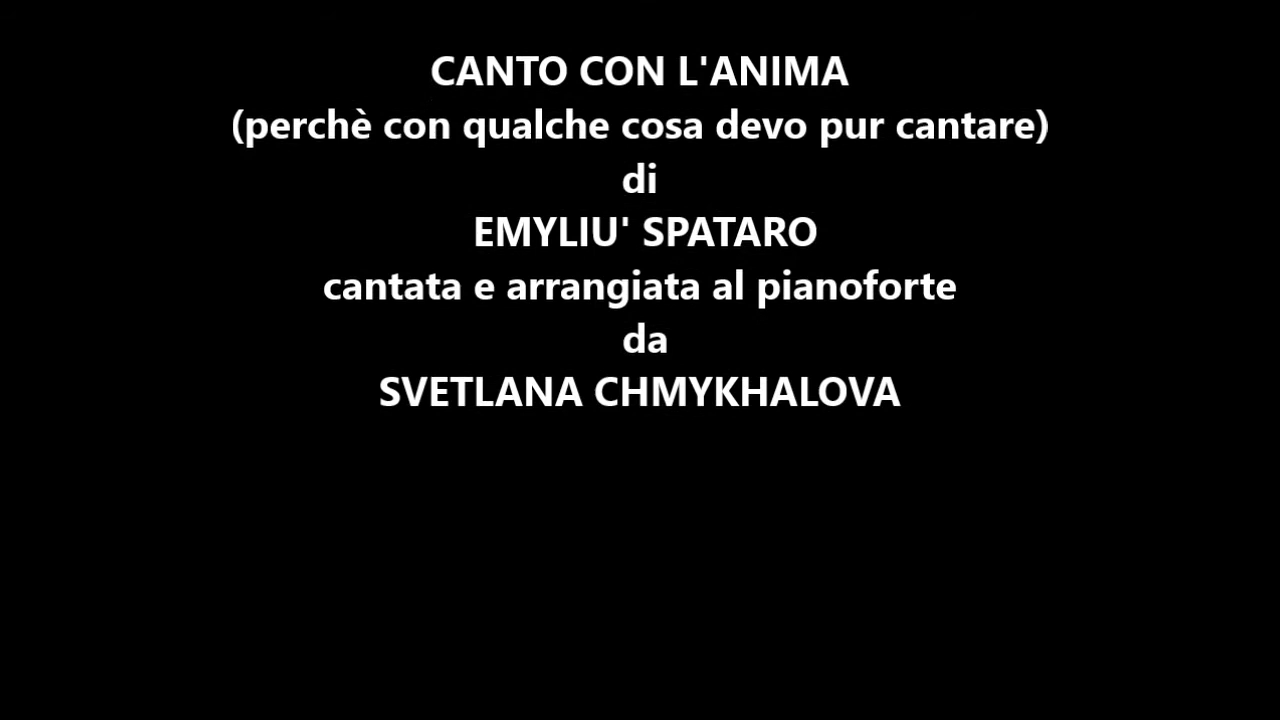 CANTO CON L'ANIMA
(perchè con qualche cosa devo pur cantare)
di
EMYLIU' SPATARO
cantata e arrangiata al pianoforte
da
SVETLANA CHMYKHALOVA